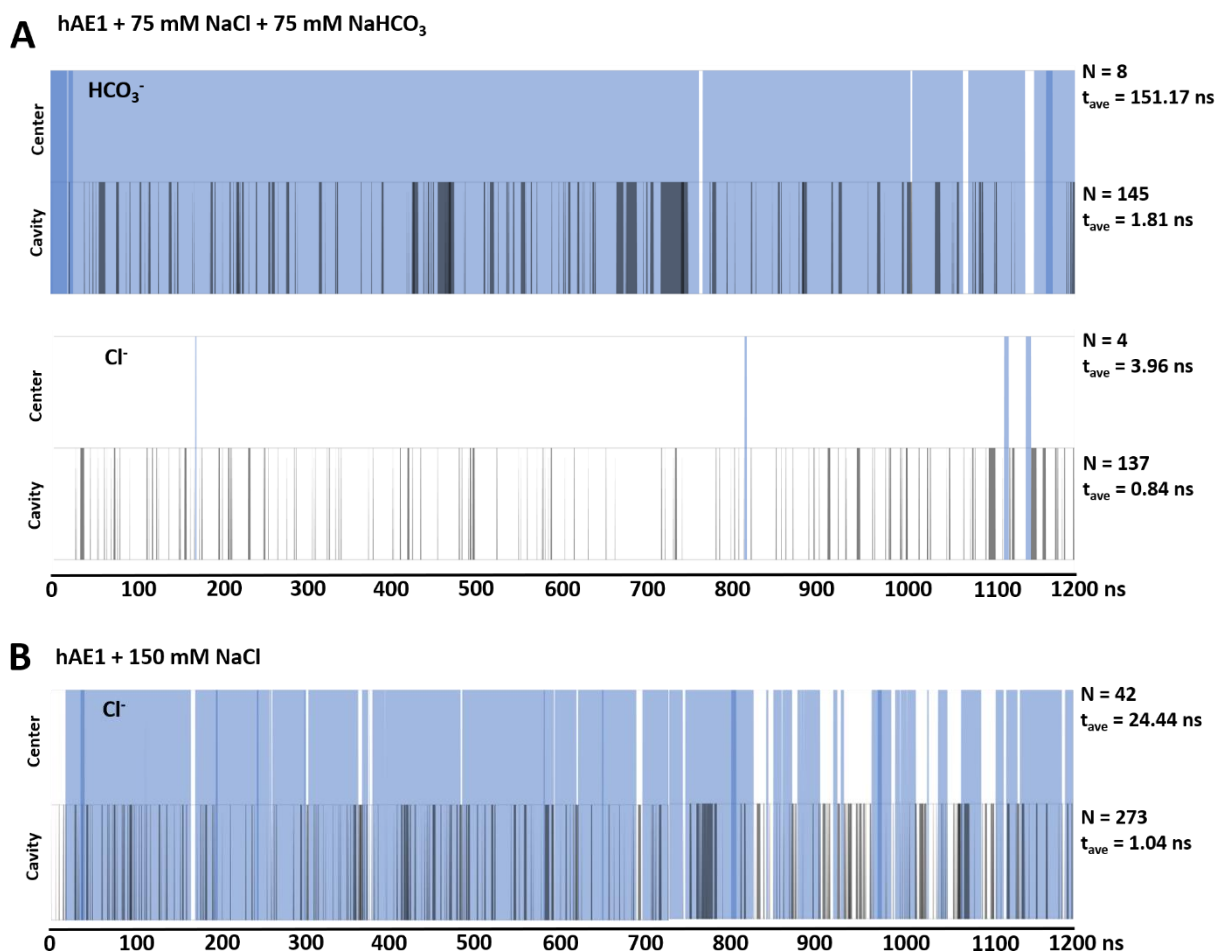 A hAE1 + 75 mM NaCl + 75 mM NaHCO₃
HCO₃⁻
Center
Cavity
N = 8
tₐᵥₑ = 151.17 ns
N = 145
tₐᵥₑ = 1.81 ns
Cl⁻
Center
Cavity
N = 4
tₐᵥₑ = 3.96 ns
N = 137
tₐᵥₑ = 0.84 ns
0 100 200 300 400 500 600 700 800 900 1000 1100 1200 ns
B hAE1 + 150 mM NaCl
Cl⁻
Center
Cavity
N = 42
tₐᵥₑ = 24.44 ns
N = 273
tₐᵥₑ = 1.04 ns
0 100 200 300 400 500 600 700 800 900 1000 1100 1200 ns